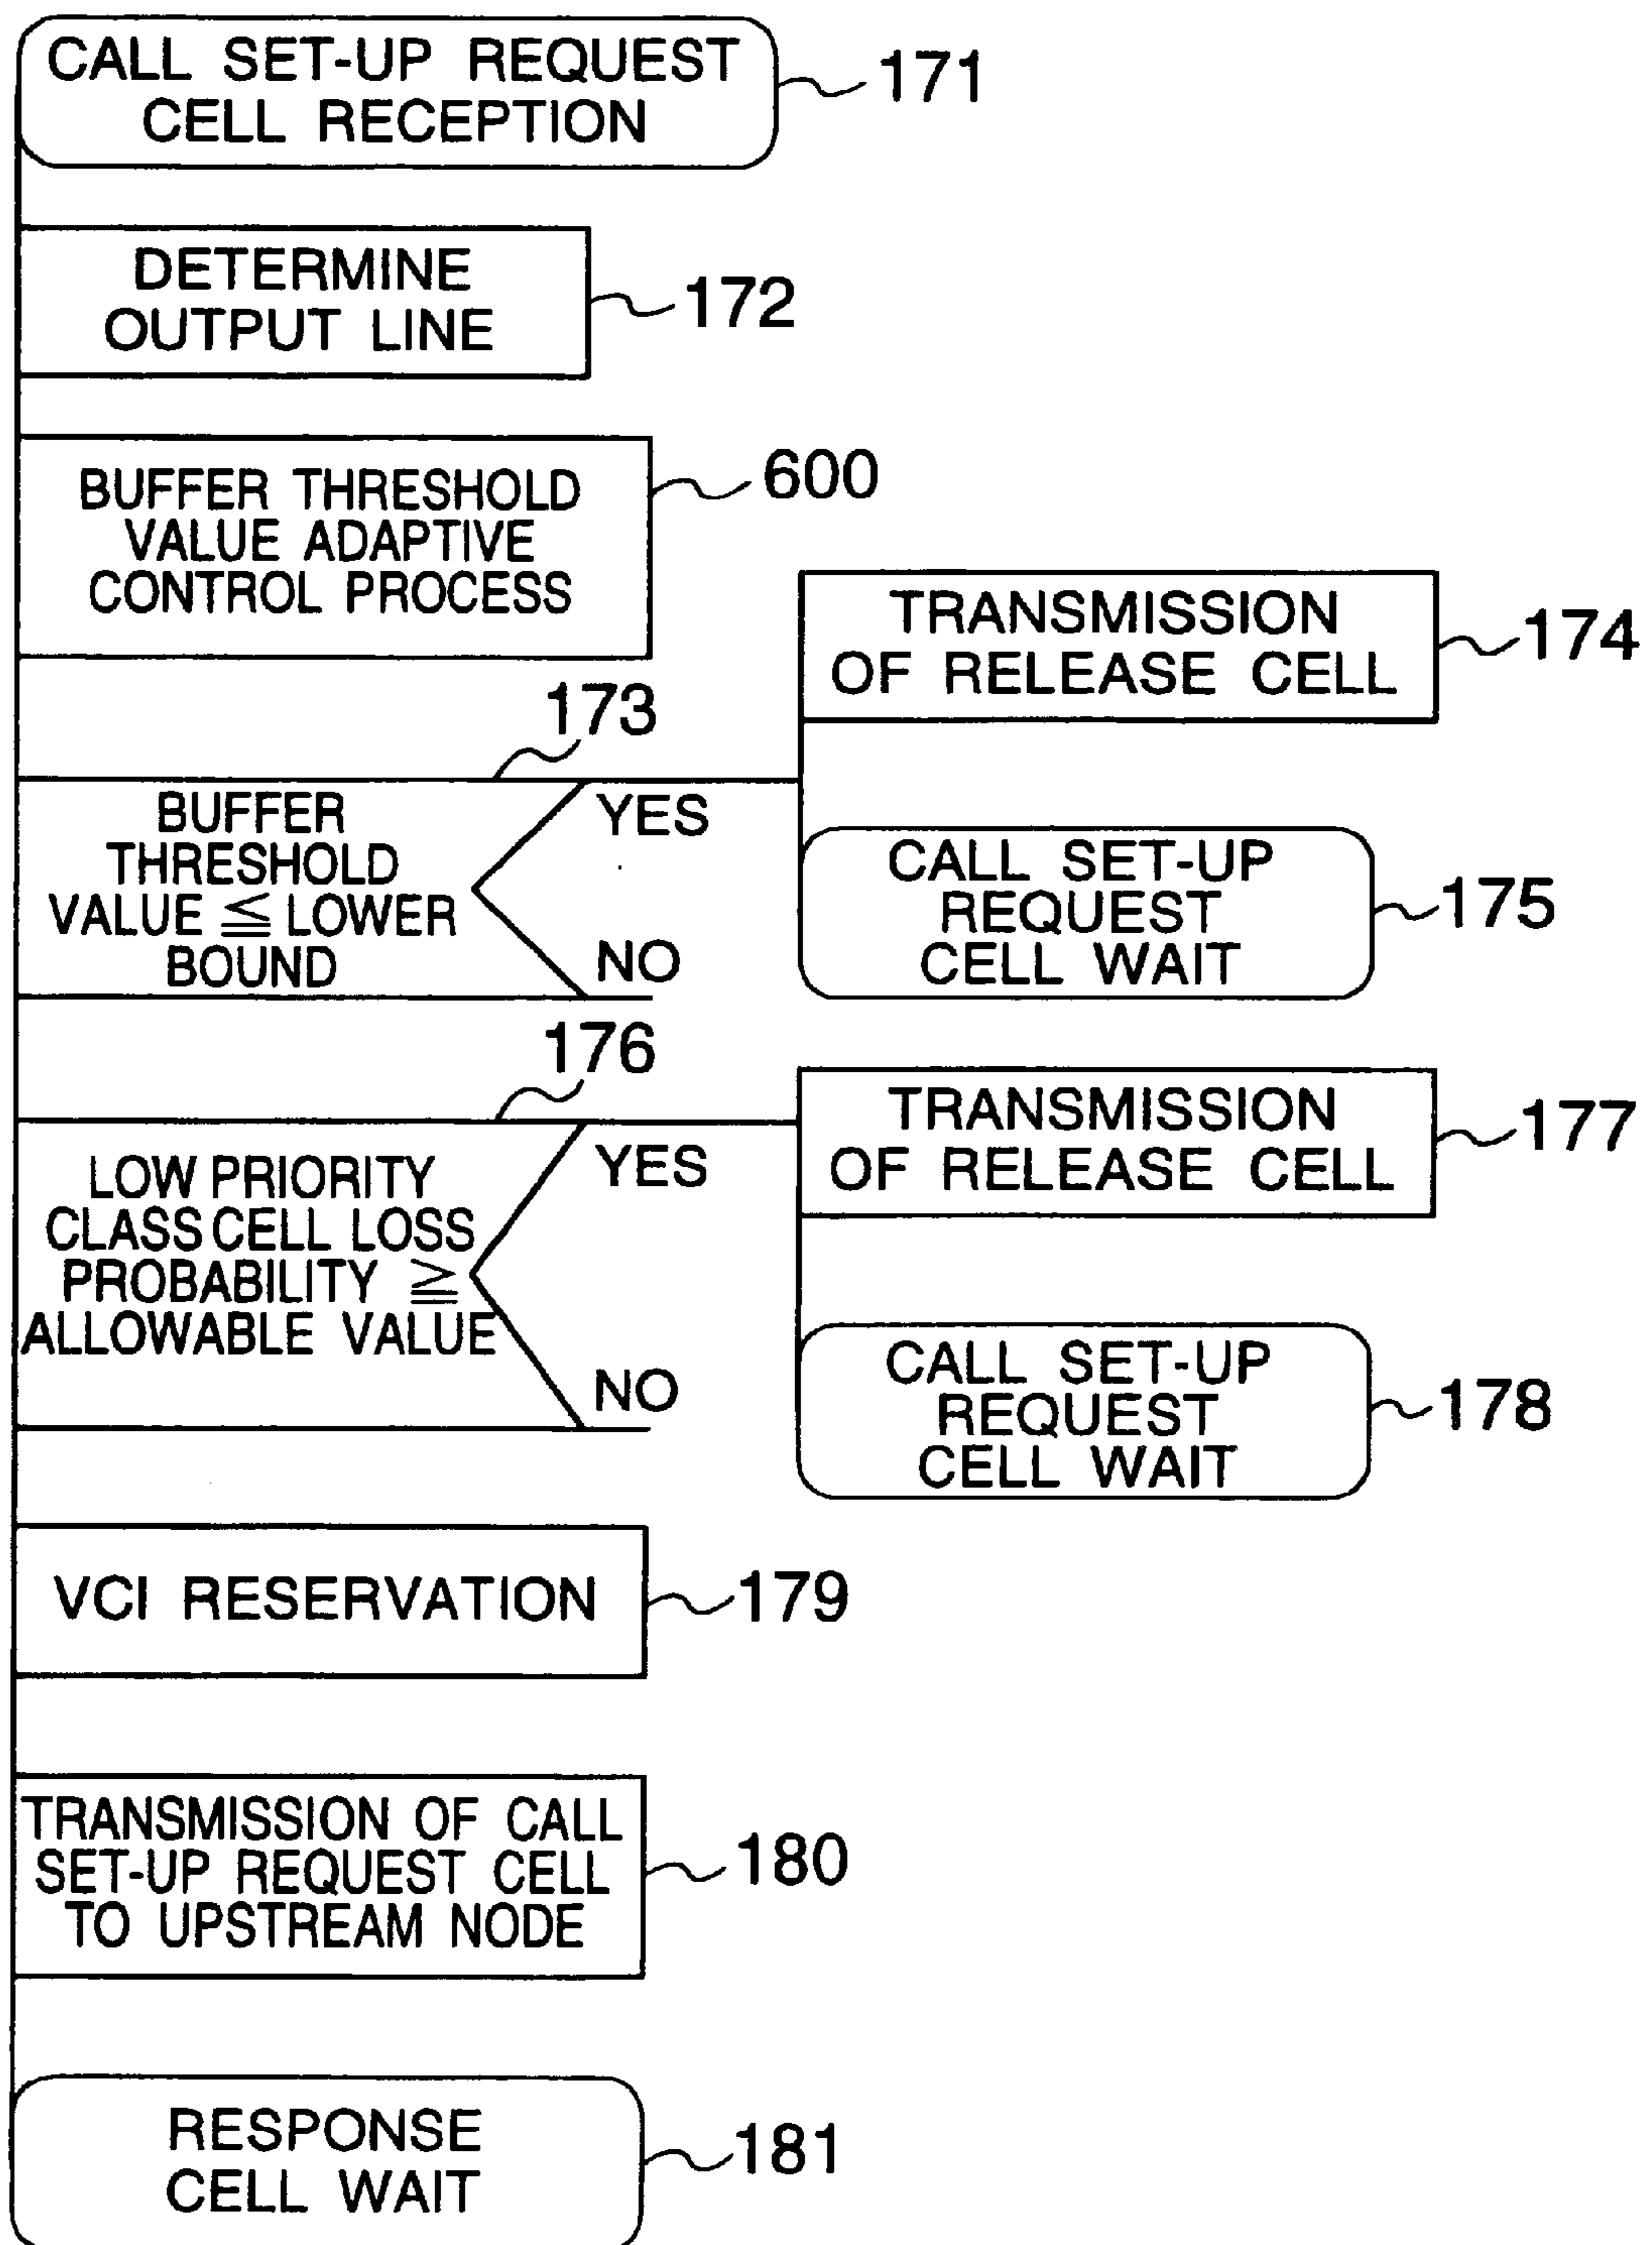 CALL SET-UP REQUEST
CELL RECEPTION
171
DETERMINE
OUTPUT LINE
172
BUFFER THRESHOLD
VALUE ADAPTIVE
CONTROL PROCESS
600
TRANSMISSION
OF RELEASE CELL
174
173
BUFFER
THRESHOLD
VALUE ≦ LOWER
BOUND
YES
NO
CALL SET-UP
REQUEST
CELL WAIT
175
176
LOW PRIORITY
CLASS CELL LOSS
PROBABILITY ≧
ALLOWABLE VALUE
YES
NO
TRANSMISSION
OF RELEASE CELL
177
CALL SET-UP
REQUEST
CELL WAIT
178
VCI RESERVATION
179
TRANSMISSION OF CALL
SET-UP REQUEST CELL
TO UPSTREAM NODE
180
RESPONSE
CELL WAIT
181